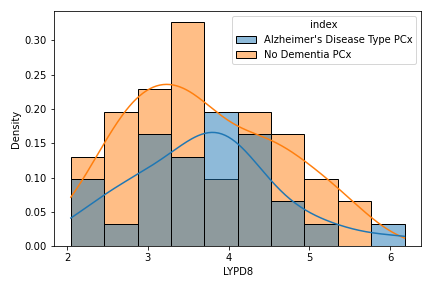 index
Alzheimer's Disease Type PCx
No Dementia PCx
0.30
0.25
0.20
0.15
0.10
0.05
0.00
Density
2 3 4 5 6
LYPD8